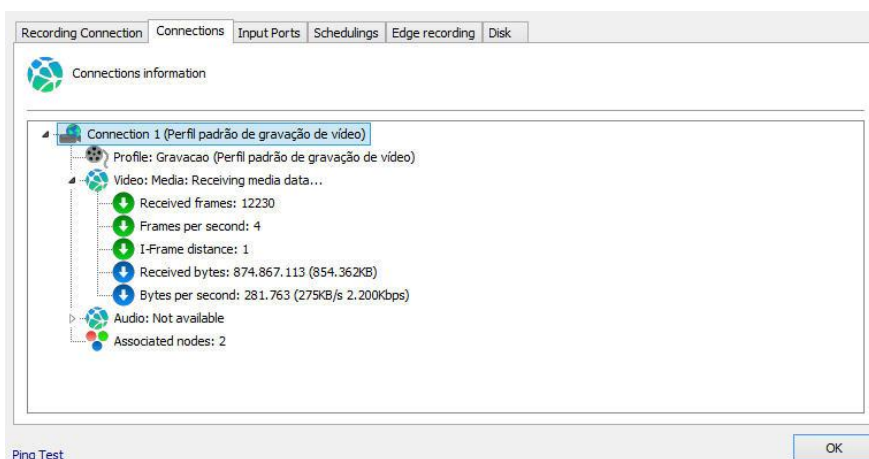 Recording Connection Connections Input Ports Schedulings Edge recording Disk
Connections information
Connection 1 (Perfil padrão de gravação de vídeo)
Profile: Gravacao (Perfil padrão de gravação de vídeo)
Video: Media: Receiving media data...
Received frames: 12230
Frames per second: 4
I-Frame distance: 1
Received bytes: 874.867.113 (854.362KB)
Bytes per second: 281.763 (275KB/s 2.200Kbps)
Audio: Not available
Associated nodes: 2
Ping Test
OK